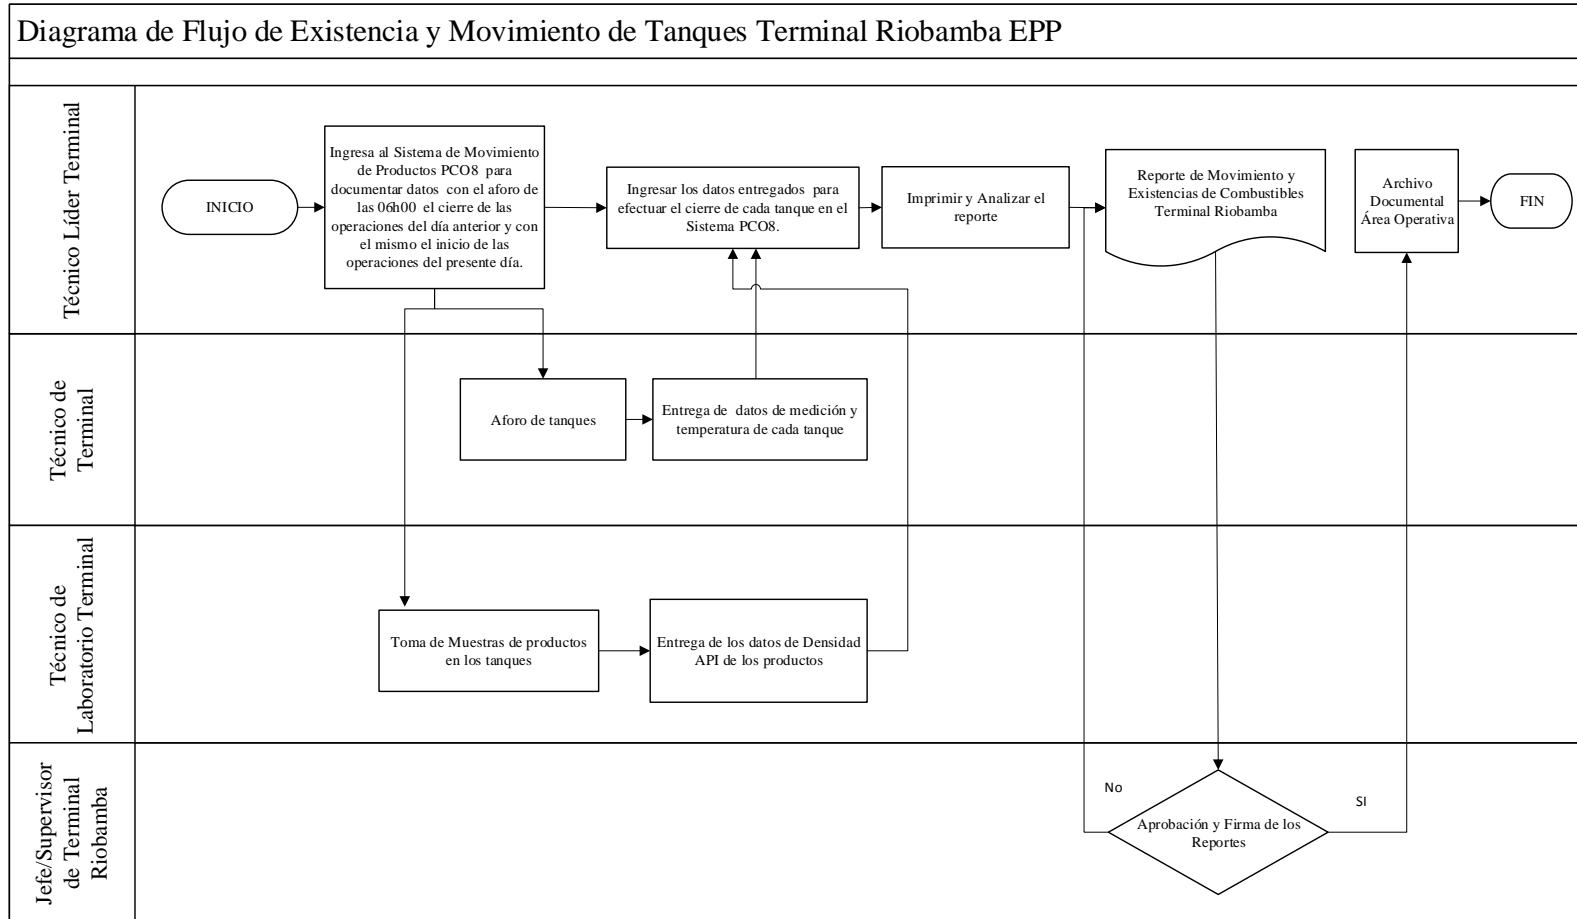 Diagrama de Flujo de Existencia y Movimiento de Tanques Terminal Riobamba EPP
Técnico Líder Terminal
INICIO
Ingresa al Sistema de Movimiento
de Productos PCO8 para
documentar datos con el aforo de
las 06h00 el cierre de las
operaciones del día anterior y con
el mismo el inicio de las
operaciones del presente día.
Ingresar los datos entregados para
efectuar el cierre de cada tanque en el
Sistema PCO8.
Imprimir y Analizar el
reporte
Reporte de Movimiento y
Existencias de Combustibles
Terminal Riobamba
Archivo
Documental
Área Operativa
FIN
Técnico de
Terminal
Aforo de tanques
Entrega de datos de medición y
temperatura de cada tanque
Técnico de
Laboratorio Terminal
Toma de Muestras de productos
en los tanques
Entrega de los datos de Densidad
API de los productos
Jefe/Supervisor
de Terminal
Riobamba
No
Aprobación y Firma de los
Reportes
SI